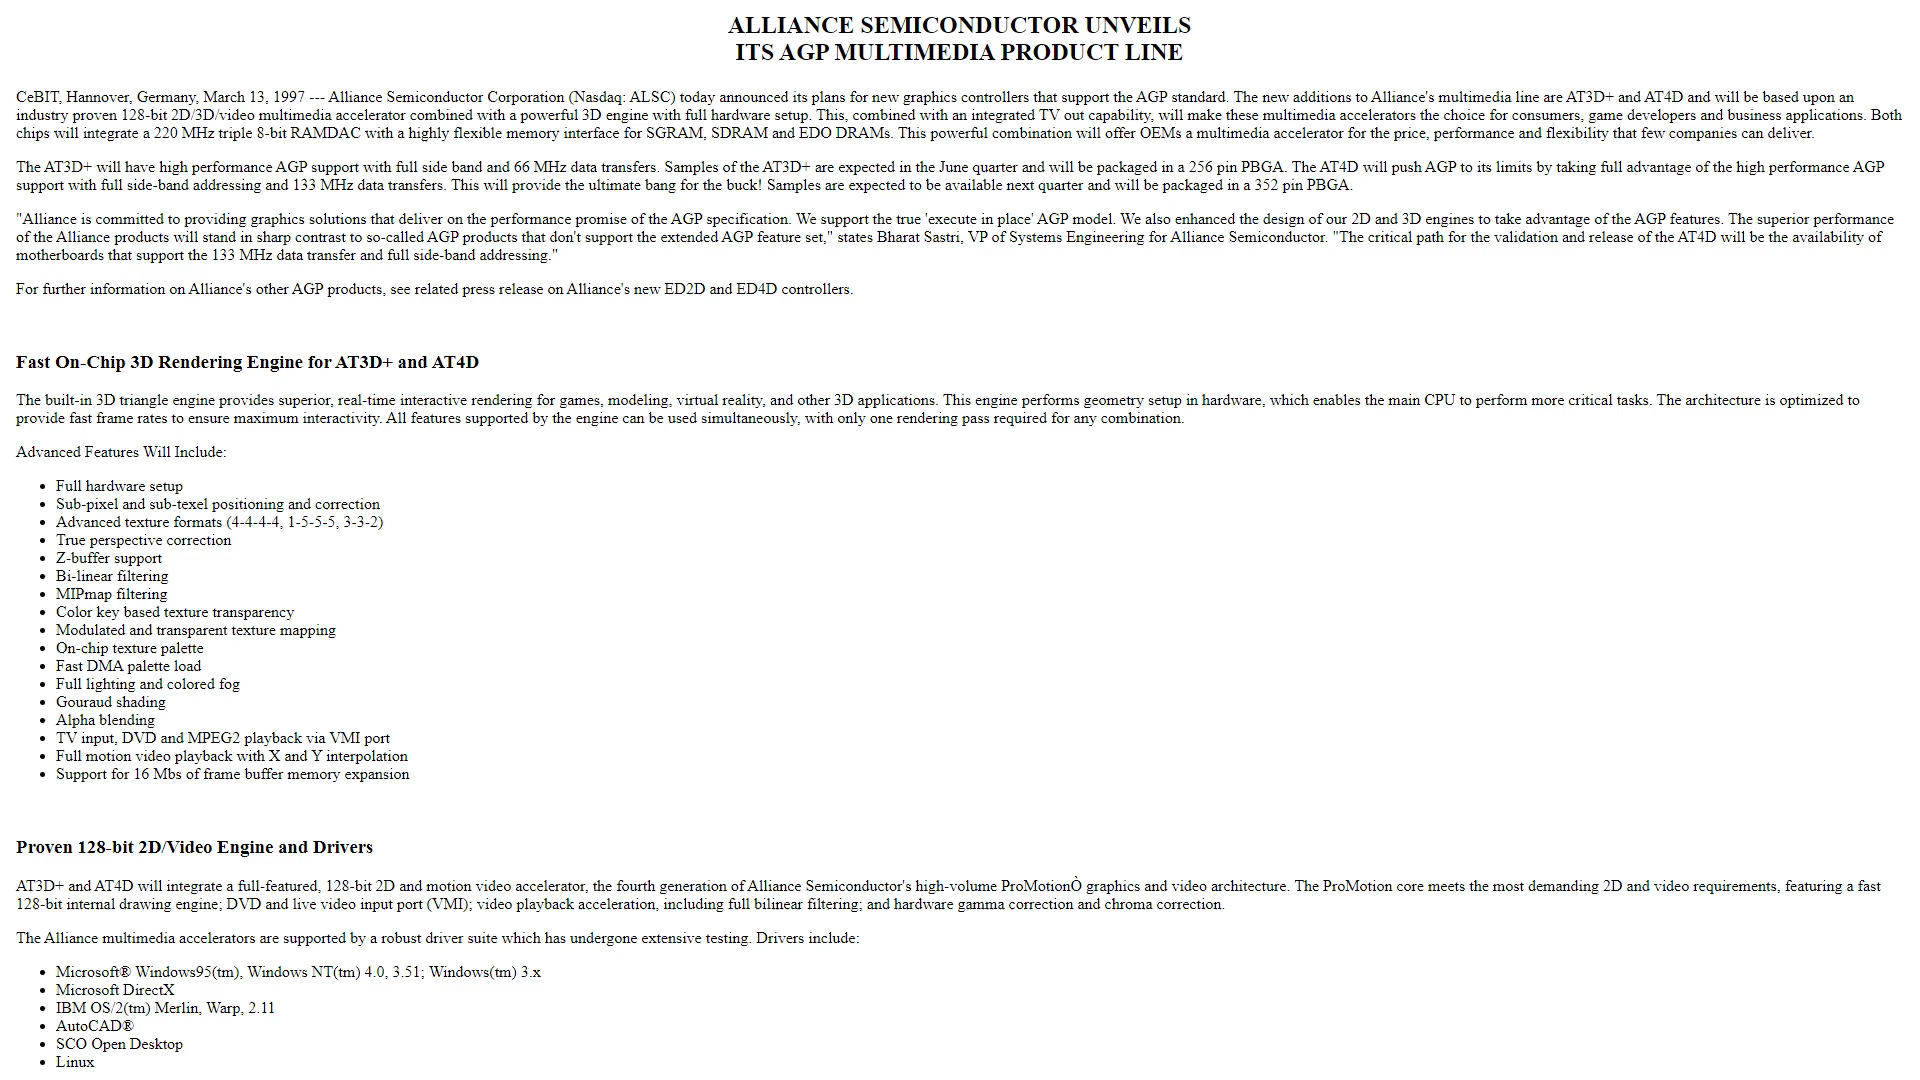 ALLIANCE SEMICONDUCTOR UNVEILS
ITS AGP MULTIMEDIA PRODUCT LINE
CeBIT, Hannover, Germany, March 13, 1997 --- Alliance Semiconductor Corporation (Nasdaq: ALSC) today announced its plans for new graphics controllers that support the AGP standard. The new additions to Alliance's multimedia line are AT3D+ and AT4D and will be based upon an
industry proven 128-bit 2D/3D/video multimedia accelerator combined with a powerful 3D engine with full hardware setup. This, combined with an integrated TV out capability, will make these multimedia accelerators the choice for consumers, game developers and business applications. Both
chips will integrate a 220 MHz triple 8-bit RAMDAC with a highly flexible memory interface for SGRAM, SDRAM and EDO DRAMs. This powerful combination will offer OEMs a multimedia accelerator for the price, performance and flexibility that few companies can deliver.
The AT3D+ will have high performance AGP support with full side band and 66 MHz data transfers. Samples of the AT3D+ are expected in the June quarter and will be packaged in a 256 pin PBGA. The AT4D will push AGP to its limits by taking full advantage of the high performance AGP
support with full side-band addressing and 133 MHz data transfers. This will provide the ultimate bang for the buck! Samples are expected to be available next quarter and will be packaged in a 352 pin PBGA.
"Alliance is committed to providing graphics solutions that deliver on the performance promise of the AGP specification. We support the true 'execute in place' AGP model. We also enhanced the design of our 2D and 3D engines to take advantage of the AGP features. The superior performance
of the Alliance products will stand in sharp contrast to so-called AGP products that don't support the extended AGP feature set," states Bharat Sastri, VP of Systems Engineering for Alliance Semiconductor. "The critical path for the validation and release of the AT4D will be the availability of
motherboards that support the 133 MHz data transfer and full side-band addressing."
For further information on Alliance's other AGP products, see related press release on Alliance's new ED2D and ED4D controllers.
Fast On-Chip 3D Rendering Engine for AT3D+ and AT4D
The built-in 3D triangle engine provides superior, real-time interactive rendering for games, modeling, virtual reality, and other 3D applications. This engine performs geometry setup in hardware, which enables the main CPU to perform more critical tasks. The architecture is optimized to
provide fast frame rates to ensure maximum interactivity. All features supported by the engine can be used simultaneously, with only one rendering pass required for any combination.
Advanced Features Will Include:
• Full hardware setup
• Sub-pixel and sub-texel positioning and correction
• Advanced texture formats (4-4-4-4, 1-5-5-5, 3-3-2)
• True perspective correction
• Z-buffer support
• Bi-linear filtering
• MIPmap filtering
• Color key based texture transparency
• Modulated and transparent texture mapping
• On-chip texture palette
• Fast DMA palette load
• Full lighting and colored fog
• Gouraud shading
• Alpha blending
• TV input, DVD and MPEG2 playback via VMI port
• Full motion video playback with X and Y interpolation
• Support for 16 Mbs of frame buffer memory expansion
Proven 128-bit 2D/Video Engine and Drivers
AT3D+ and AT4D will integrate a full-featured, 128-bit 2D and motion video accelerator, the fourth generation of Alliance Semiconductor's high-volume ProMotionÒ graphics and video architecture. The ProMotion core meets the most demanding 2D and video requirements, featuring a fast
128-bit internal drawing engine; DVD and live video input port (VMI); video playback acceleration, including full bilinear filtering; and hardware gamma correction and chroma correction.
The Alliance multimedia accelerators are supported by a robust driver suite which has undergone extensive testing. Drivers include:
• Microsoft® Windows95(tm), Windows NT(tm) 4.0, 3.51; Windows(tm) 3.x
• Microsoft DirectX
• IBM OS/2(tm) Merlin, Warp, 2.11
• AutoCAD®
• SCO Open Desktop
• Linux